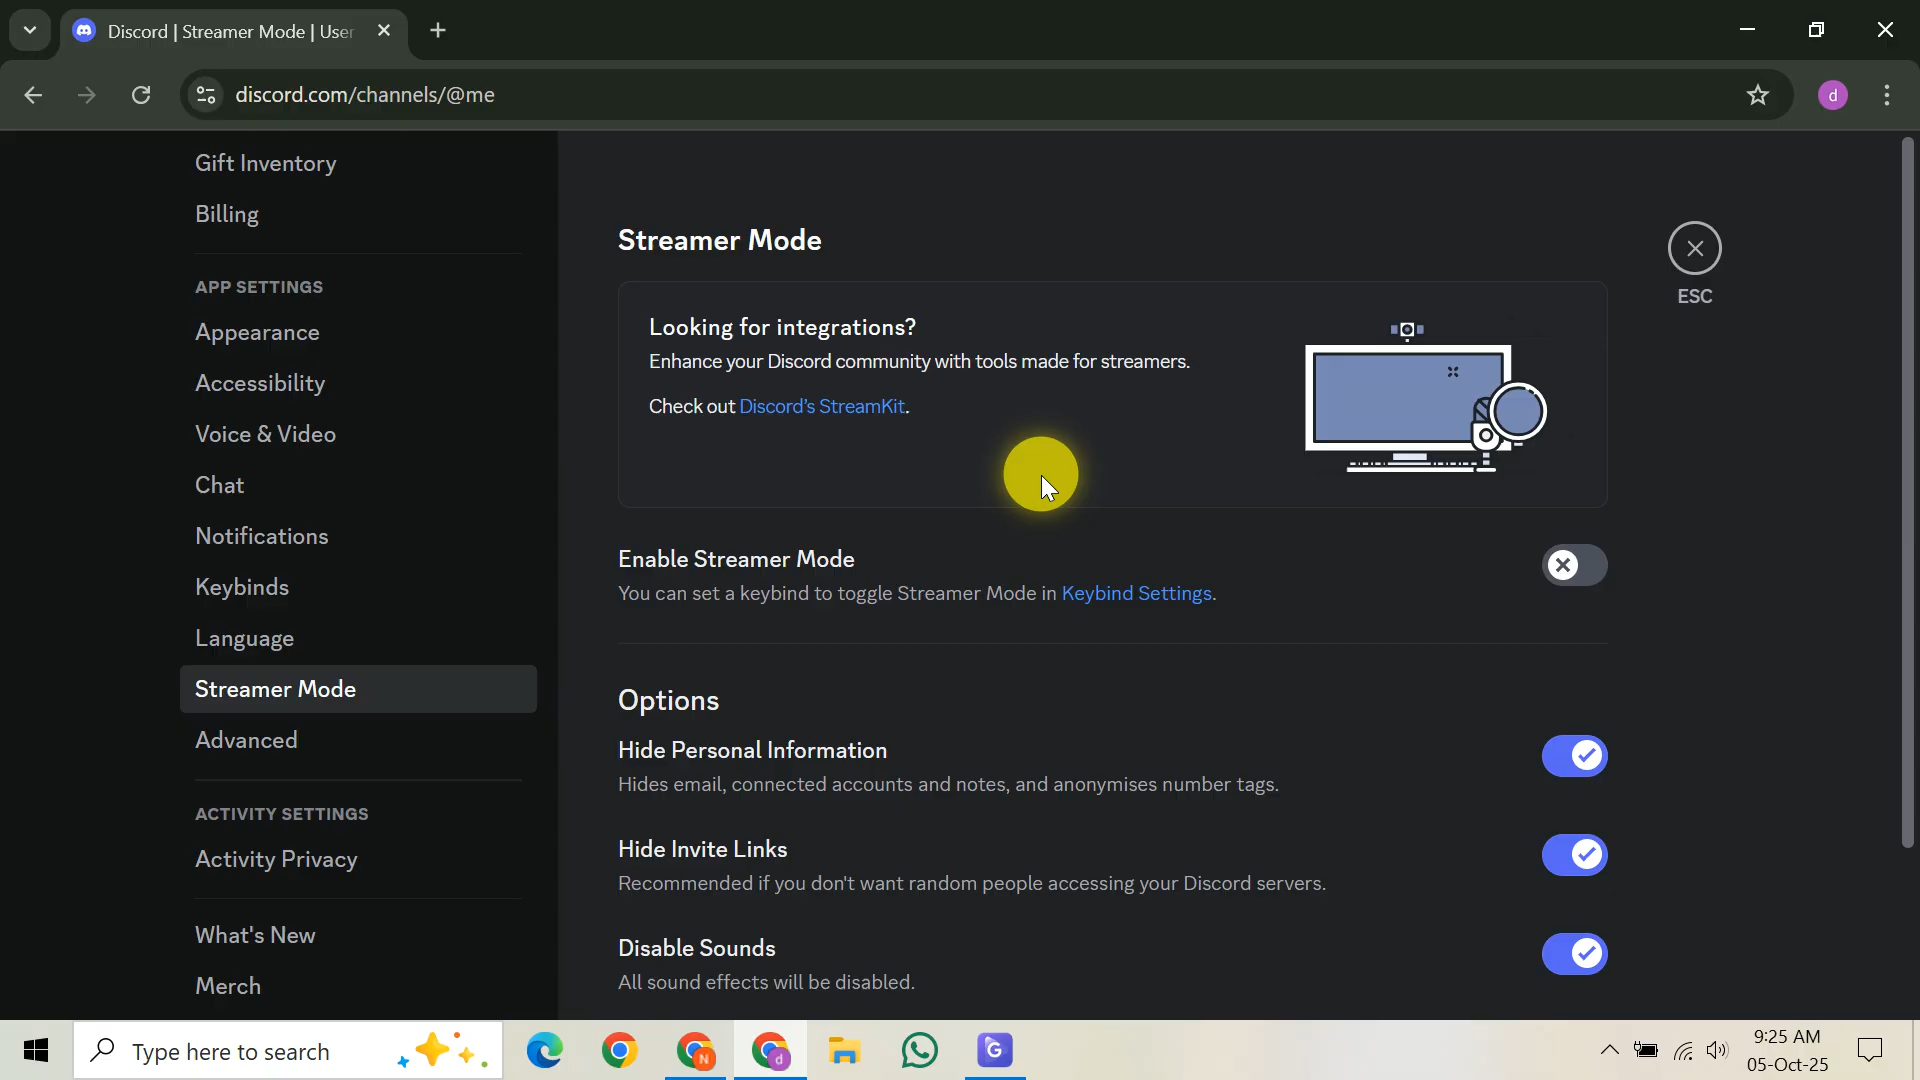 Discord | Streamer Mode | User
discord.com/channels/@me
d
Gift Inventory
Billing
APP SETTINGS
Appearance
Accessibility
Voice & Video
Chat
Notifications
Keybinds
Language
Streamer Mode
Advanced
ACTIVITY SETTINGS
Activity Privacy
What's New
Merch
Streamer Mode
ESC
Looking for integrations?
Enhance your Discord community with tools made for streamers.
Check out Discord's StreamKit.
Enable Streamer Mode
You can set a keybind to toggle Streamer Mode in Keybind Settings.
Options
Hide Personal Information
Hides email, connected accounts and notes, and anonymises number tags.
Hide Invite Links
Recommended if you don't want random people accessing your Discord servers.
Disable Sounds
All sound effects will be disabled.
Type here to search
N
d
G
9:25 AM
05-Oct-25